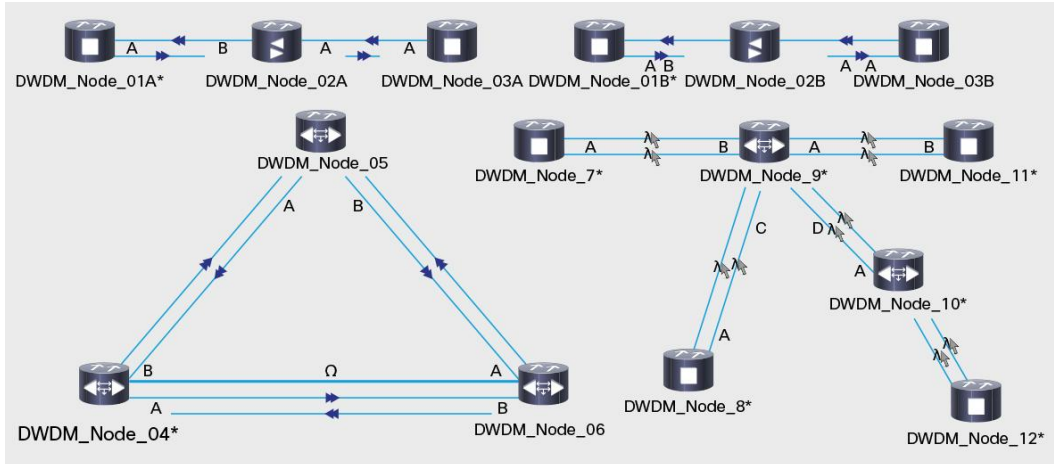 A B A A
DWDM_Node_01A* DWDM_Node_02A DWDM_Node_03A
A B A A
DWDM_Node_01B* DWDM_Node_02B DWDM_Node_03B
DWDM_Node_05
A B
λ λ
λ λ
A B A B
DWDM_Node_7* DWDM_Node_9* DWDM_Node_11*
C D λ λ
A
λ λ
DWDM_Node_10*
A
λ λ
DWDM_Node_8*
DWDM_Node_12*
B Ω A
A B
DWDM_Node_04* DWDM_Node_06